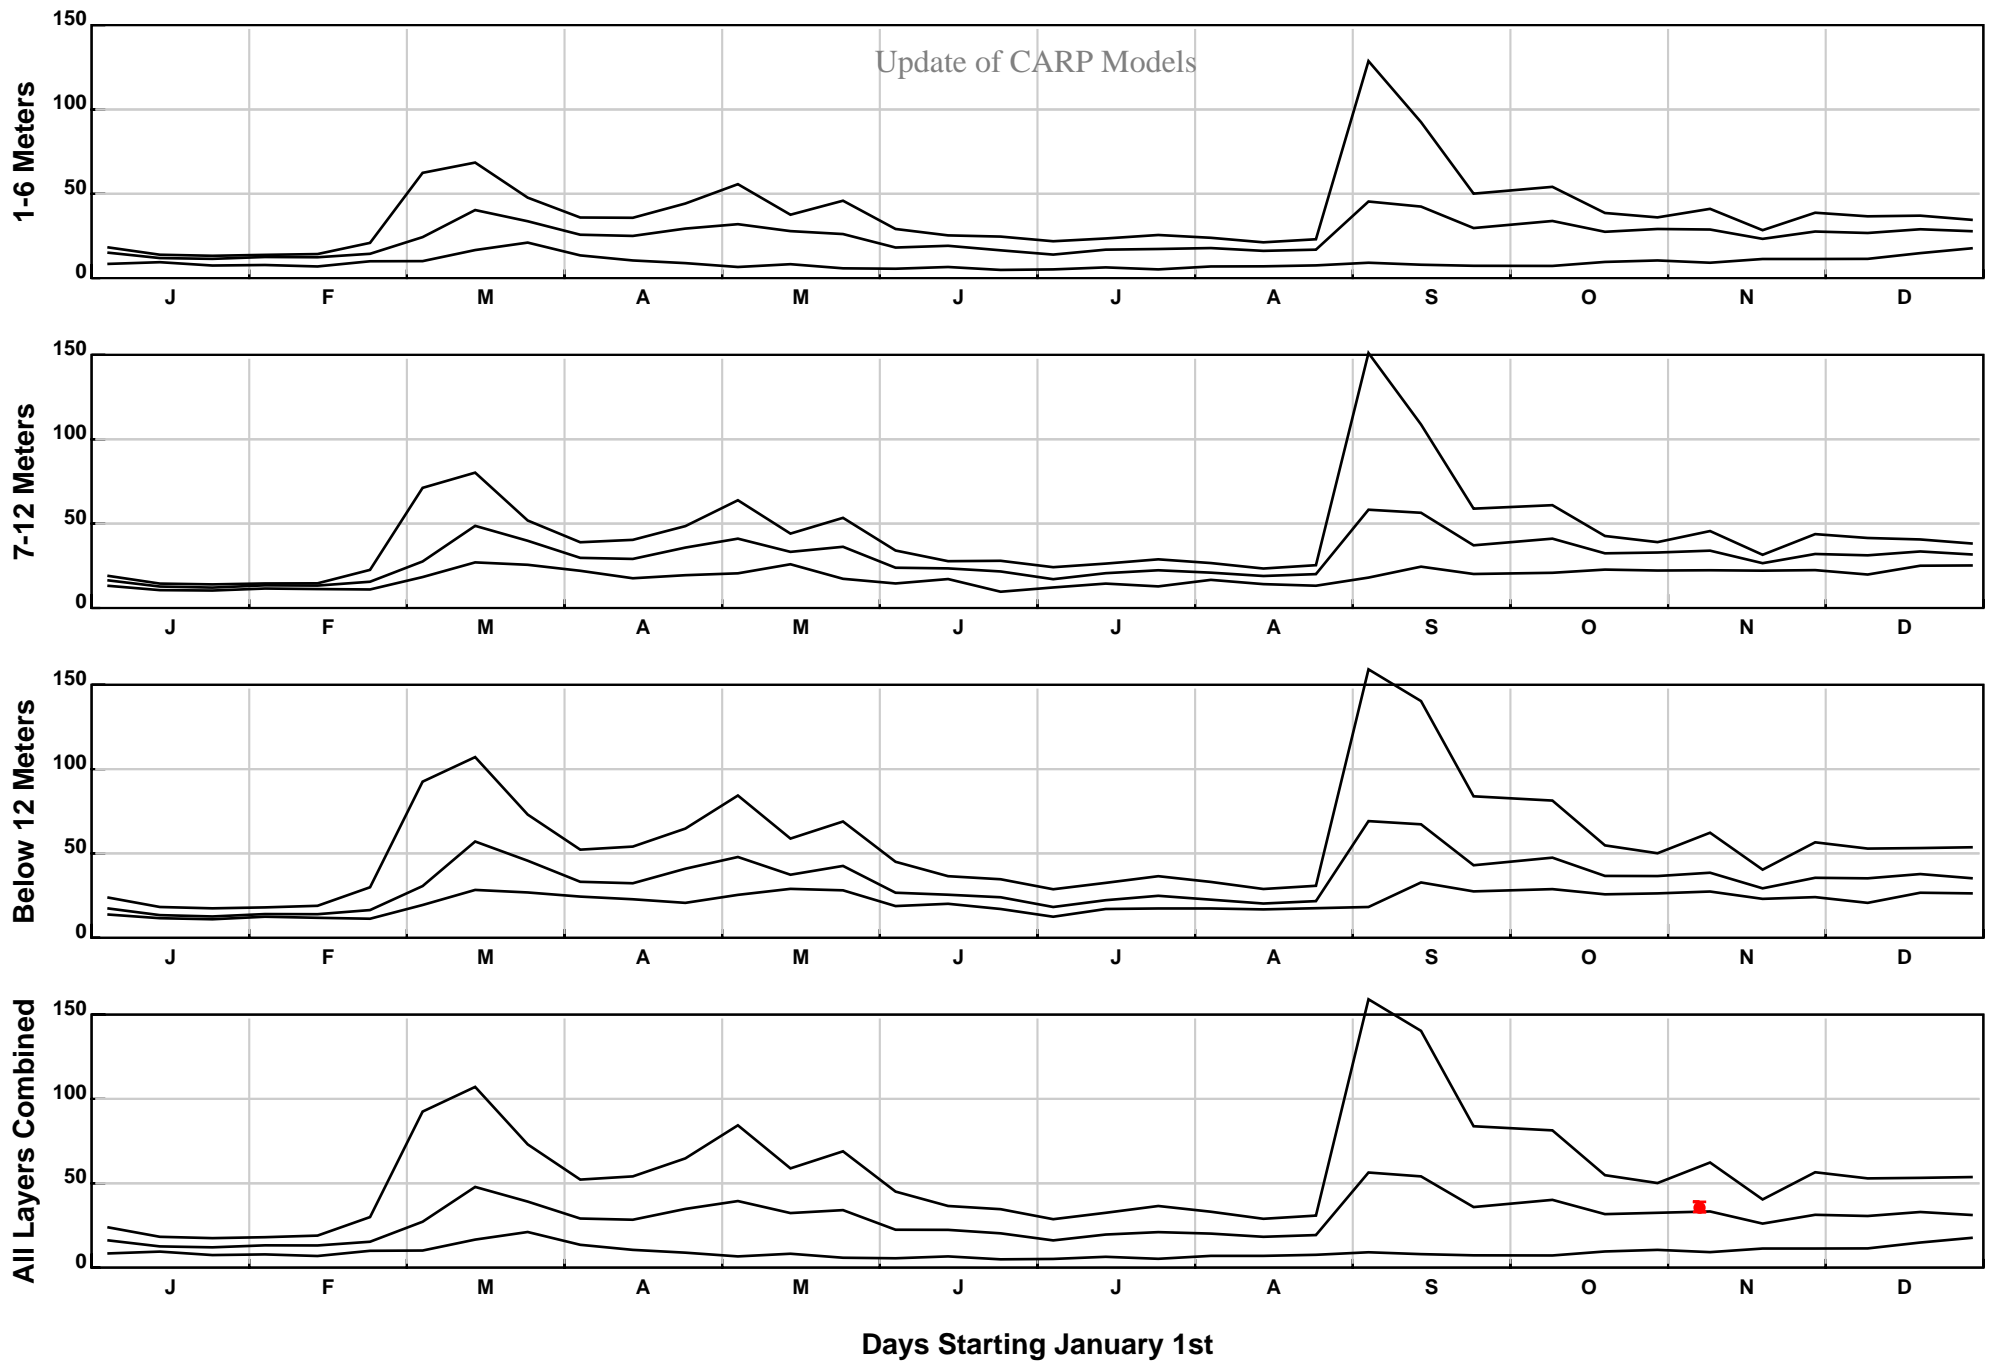 Update of CARP Models
1-6 Meters
150
100
50
0
J F M A M J J A S O N D
7-12 Meters
150
100
50
0
J F M A M J J A S O N D
Below 12 Meters
150
100
50
0
J F M A M J J A S O N D
All Layers Combined
150
100
50
0
J F M A M J J A S O N D
Days Starting January 1st